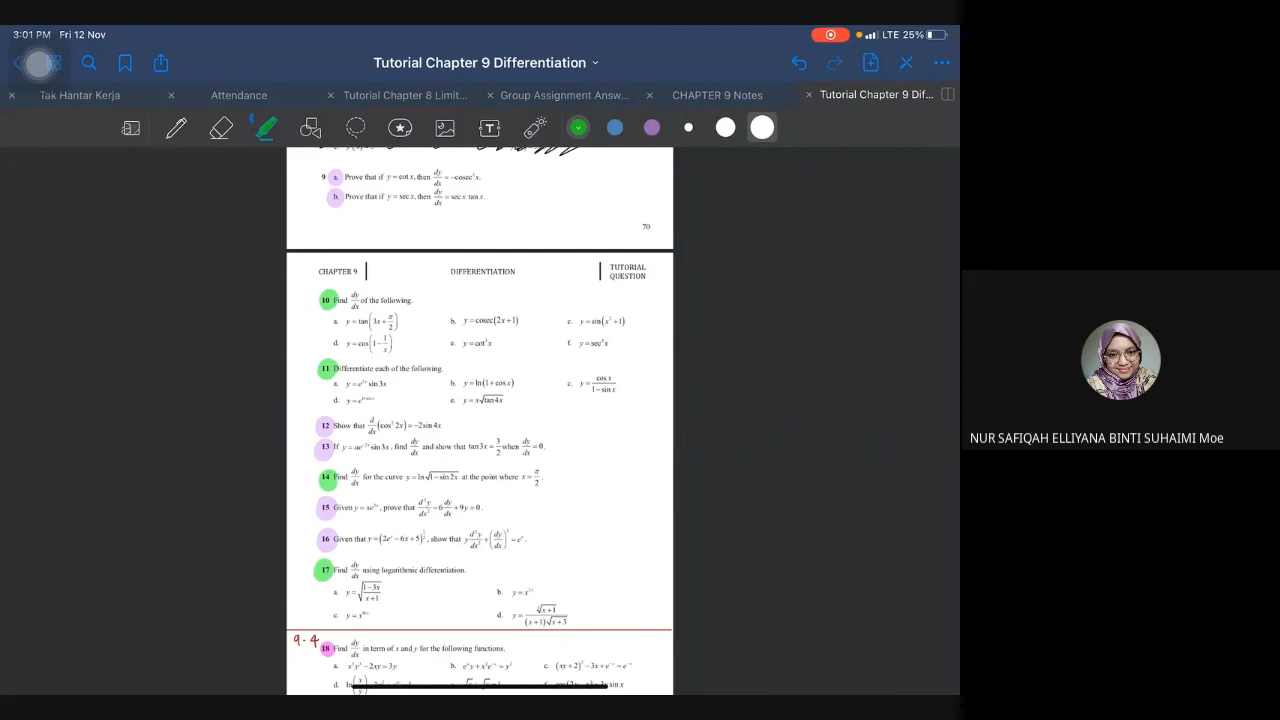 3:01 PM Fri 12 Nov
LTE 25%
Tutorial Chapter 9 Differentiation
Tak Hantar Kerja
Attendance
Tutorial Chapter 8 Limit...
Group Assignment Answ...
CHAPTER 9 Notes
Tutorial Chapter 9 Dif...
9 a. Prove that if y = cot x, then dy/dx = −cosec²x.
b. Prove that if y = sec x, then dy/dx = sec x tan x.
70
CHAPTER 9
DIFFERENTIATION
TUTORIAL
QUESTION
10 Find dy/dx of the following.
a. y = tan(3x + π/2) b. y = cosec(2x + 1) c. y = sin(x² + 1)
d. y = cos(1 − 1/x) e. y = cot³x f. y = sec⁴x
11 Differentiate each of the following.
a. y = e²ˣ sin 3x b. y = ln(1 + cos x) c. y = cos x/(1 − sin x)
d. e. y = x√(tan 4x)
12 Show that d/dx(cos² 2x) = −2 sin 4x
13 If y = ae⁻²ˣ sin 3x, find dy/dx and show that tan 3x = 3/2 when dy/dx = 0.
14 Find dy/dx for the curve y = ln√(1 − sin 2x) at the point where x = π/2.
15 Given y = xe³ˣ, prove that d²y/dx² − 6 dy/dx + 9y = 0.
16 Given that y = (2eˣ − 6x + 5)^(1/2), show that y d²y/dx² + (dy/dx)² = eˣ.
17 Find dy/dx using logarithmic differentiation.
a. y = √((1 − 3x)/(x + 1)) b. y = x²ˣ
c. d.
9.4
18 Find dy/dx in term of x and y for the following functions.
a. b. eˣy + x²e⁻ˣ = y² c. (xy + 2)² − 3x + e⁻ʸ = e⁻ˣ
d. e. f.
NUR SAFIQAH ELLIYANA BINTI SUHAIMI Moe